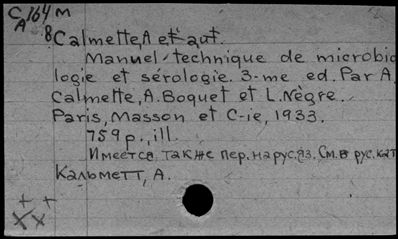 C 164 M
A 8 Calmette, A et aut.
Manuel technique de microbio
logie et sérologie. 3-me ed. Par A.
Calmette, A. Boquet et L. Nègre.
Paris, Masson et C-ie, 1933.
759 p., ill.
Имеется также пер. на рус. яз. См. в рус. кат
Кальметт, А.